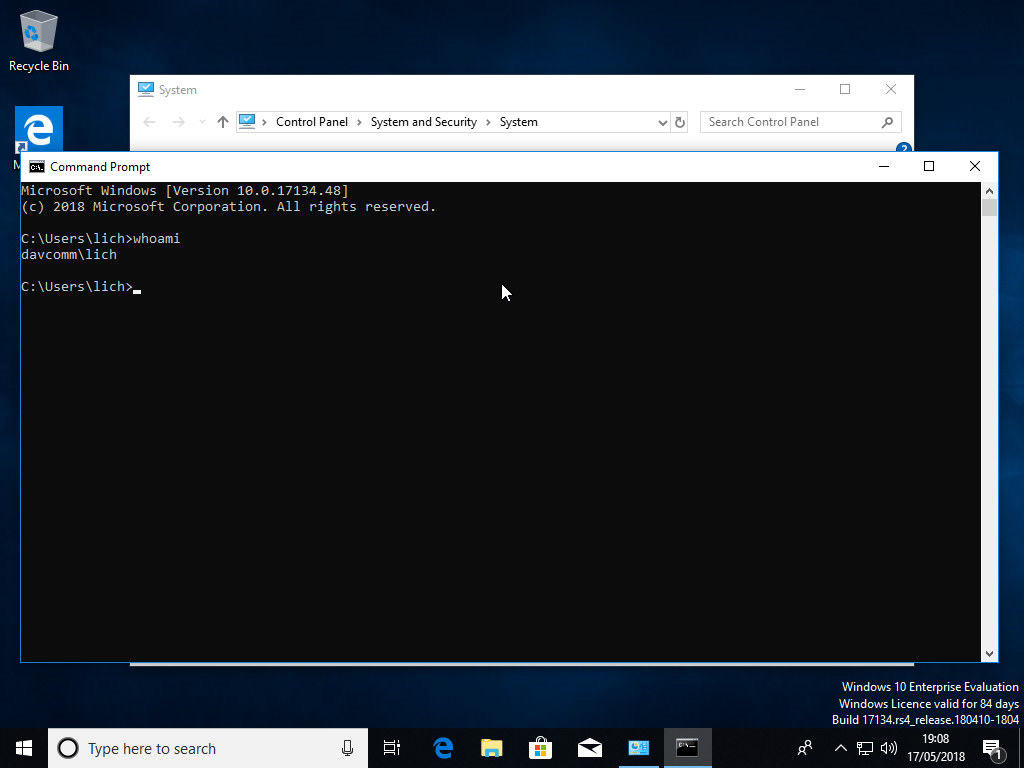 Recycle Bin
System
Control Panel > System and Security > System
Search Control Panel
?
Command Prompt
Microsoft Windows [Version 10.0.17134.48]
(c) 2018 Microsoft Corporation. All rights reserved.
C:\Users\lich>whoami
davcomm\lich
C:\Users\lich>
Windows 10 Enterprise Evaluation
Windows Licence valid for 84 days
Build 17134.rs4_release.180410-1804
Type here to search
19:08
17/05/2018
1